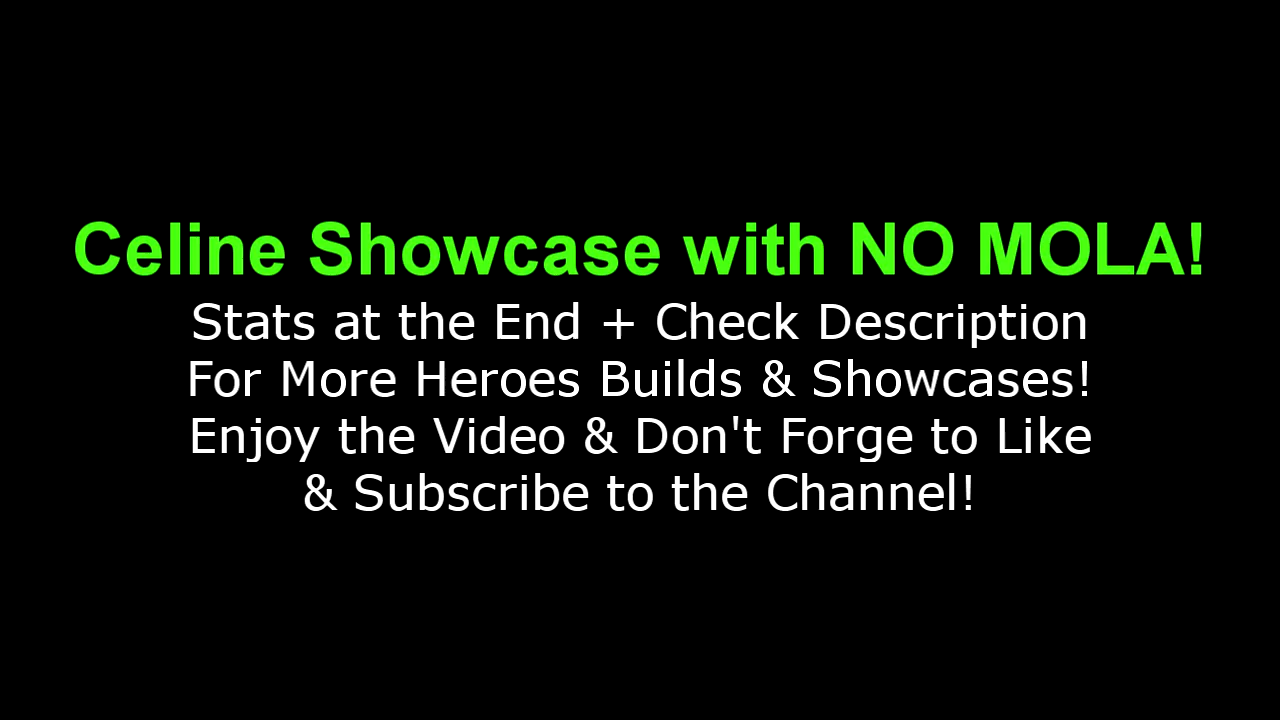 Celine Showcase with NO MOLA!
Stats at the End + Check Description
For More Heroes Builds & Showcases!
Enjoy the Video & Don't Forge to Like
& Subscribe to the Channel!